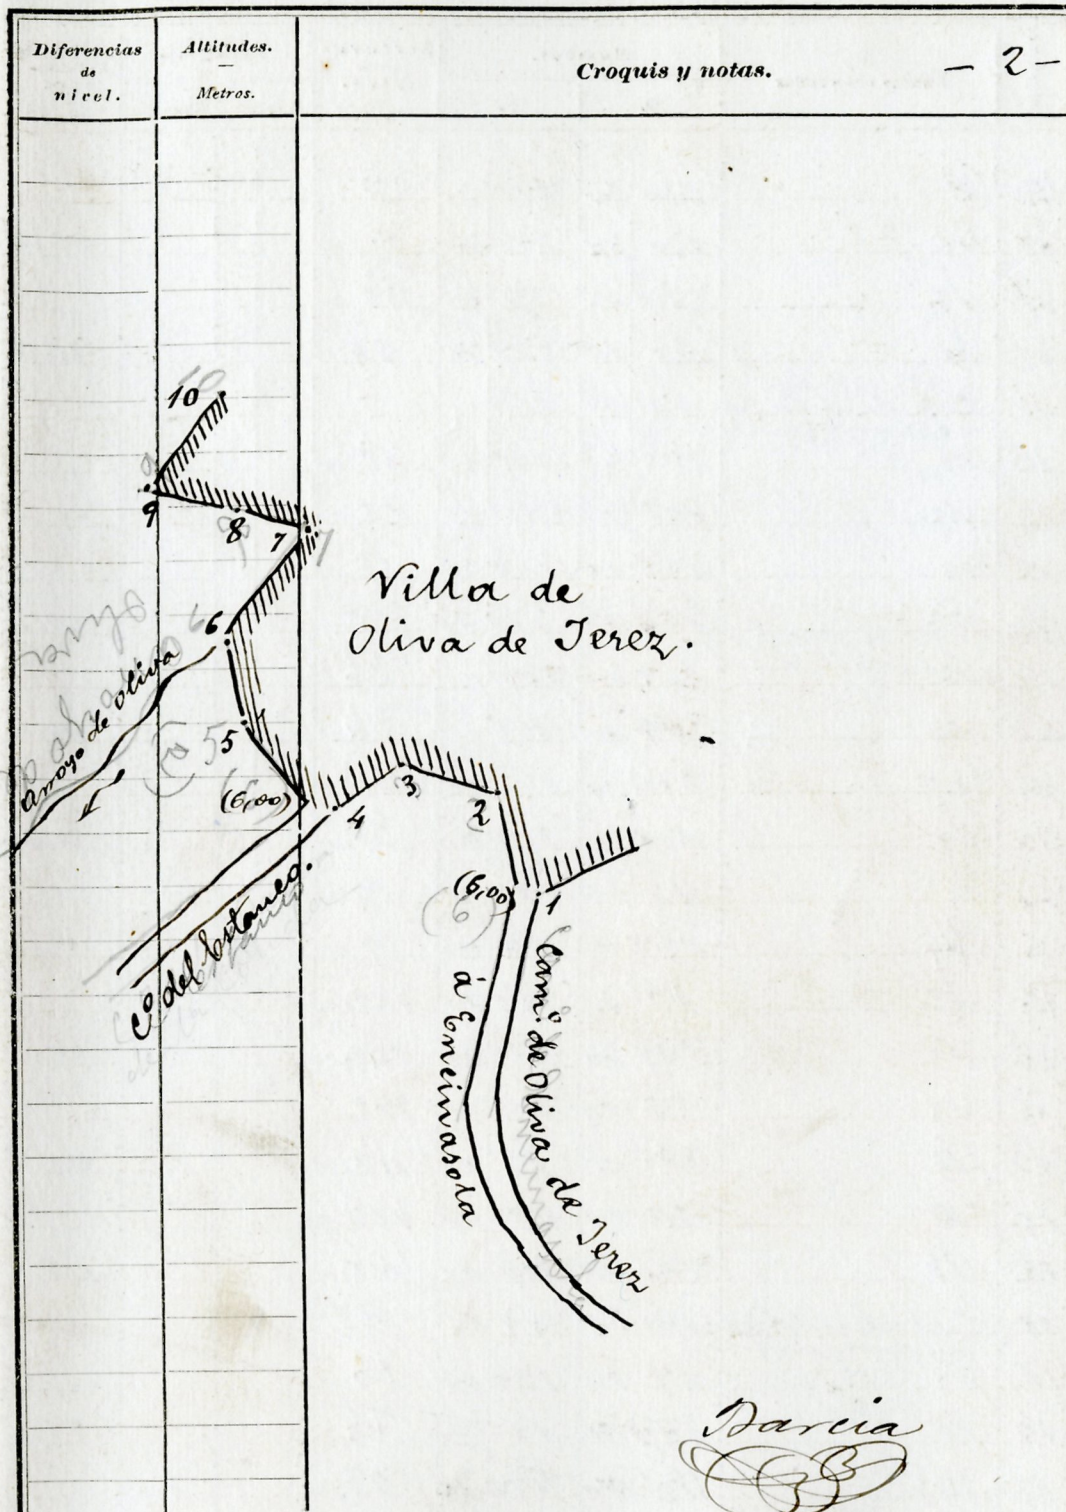 Diferencias
de
nivel.
Altitudes.
Metros.
Croquis y notas.
- 2 -
10
9
8
7
Villa de
Oliva de Jerez.
6
Arroyo de Oliva
5
(6,00)
4
3
2
(6,00)
1
Cº del Estanco.
á Encinasola
Camº de Oliva de Jerez
Barcia